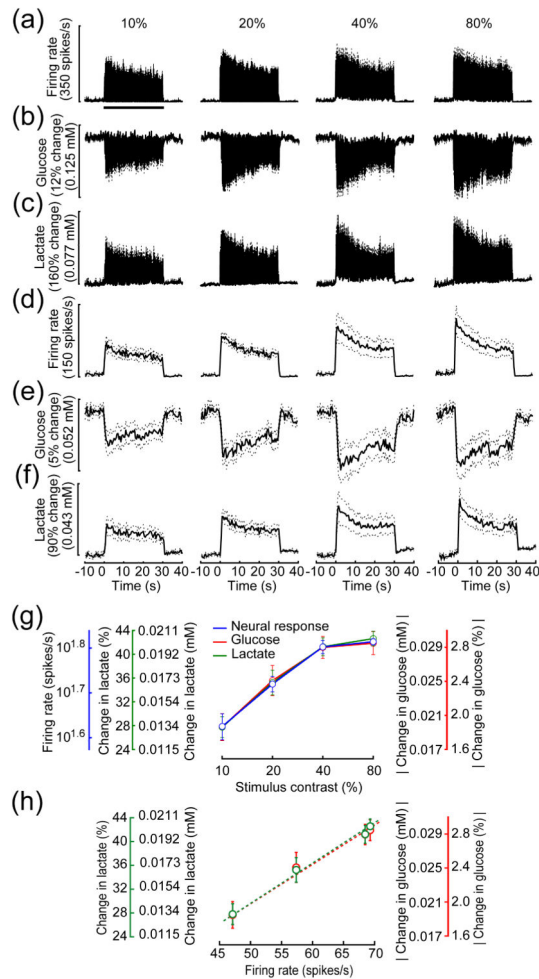 (a) 10% 20% 40% 80%
Firing rate
(350 spikes/s)
(b)
Glucose
(12% change)
(0.125 mM)
(c)
Lactate
(160% change)
(0.077 mM)
(d)
Firing rate
(150 spikes/s)
(e)
Glucose
(5% change)
(0.052 mM)
(f)
Lactate
(90% change)
(0.043 mM)
-10 0 10 20 30 40 -10 0 10 20 30 40 -10 0 10 20 30 40 -10 0 10 20 30 40
Time (s) Time (s) Time (s) Time (s)
(g)
Neural response
Glucose
Lactate
Firing rate (spikes/s)
10^1.8
10^1.7
10^1.6
Change in lactate (%)
44
40
36
32
28
24
Change in lactate (mM)
0.0211
0.0192
0.0173
0.0154
0.0134
0.0115
10 20 40 80
Stimulus contrast (%)
| Change in glucose (mM) |
0.029
0.025
0.021
0.017
| Change in glucose (%) |
2.8
2.4
2.0
1.6
(h)
Change in lactate (%)
44
40
36
32
28
24
Change in lactate (mM)
0.0211
0.0192
0.0173
0.0154
0.0134
0.0115
45 50 55 60 65 70
Firing rate (spikes/s)
| Change in glucose (mM) |
0.029
0.025
0.021
0.017
| Change in glucose (%) |
2.8
2.4
2.0
1.6